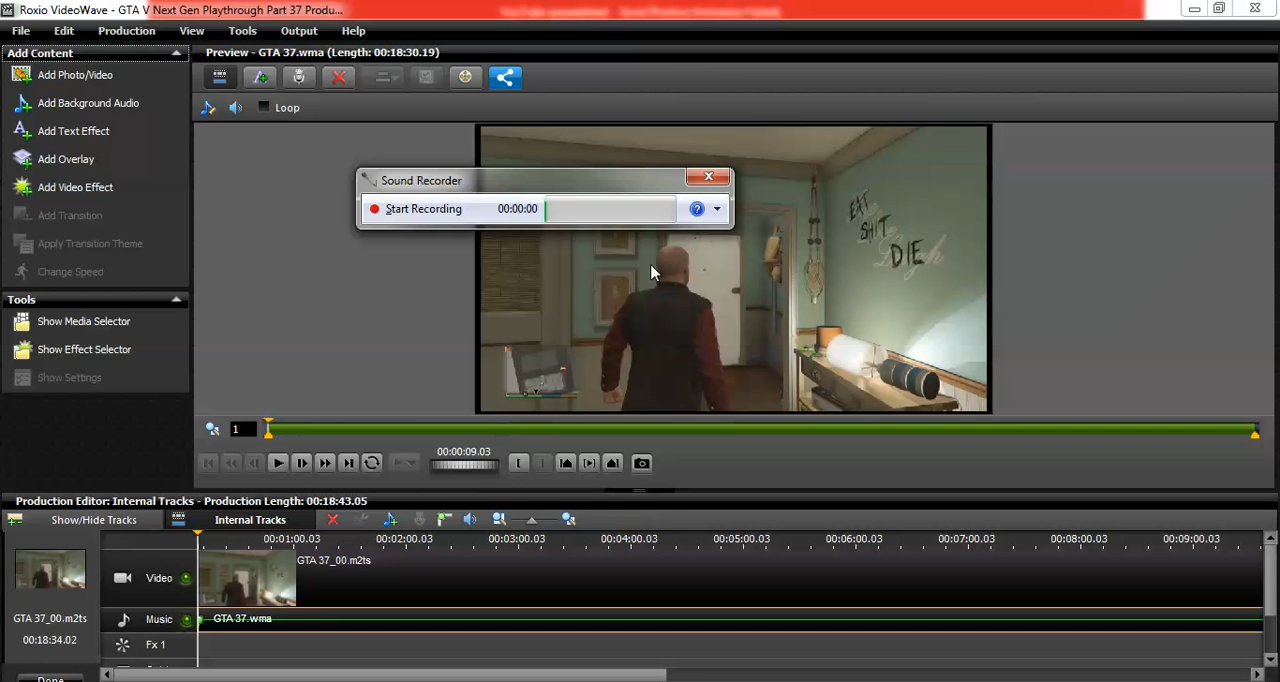 Roxio VideoWave - GTA V Next Gen Playthrough Part 37 Produ...
File Edit Production View Tools Output Help
Add Content
Preview - GTA 37.wma (Length: 00:18:30.19)
Add Photo/Video
Add Background Audio
Loop
Add Text Effect
Add Overlay
Add Video Effect
Add Transition
Apply Transition Theme
Change Speed
Sound Recorder
Start Recording 00:00:00
EAT
SHIT
DIE
Tools
Show Media Selector
Show Effect Selector
Show Settings
1
00:00:09.03
Production Editor: Internal Tracks - Production Length: 00:18:43.05
Show/Hide Tracks Internal Tracks
00:01:00.03 00:02:00.03 00:03:00.03 00:04:00.03 00:05:00.03 00:06:00.03 00:07:00.03 00:08:00.03 00:09:00.03
GTA 37_00.m2ts
Video
GTA 37_00.m2ts
Music GTA 37.wma
00:18:34.02
Fx 1
Done